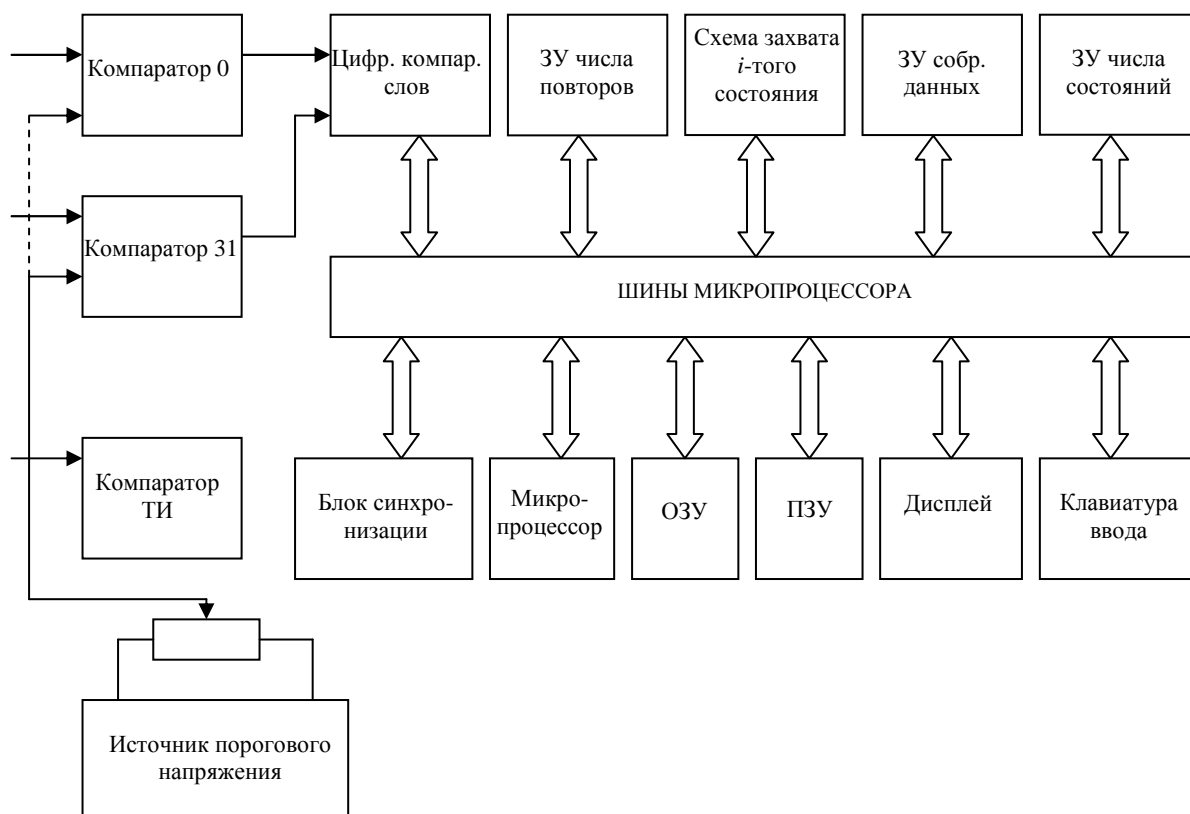 Компаратор 0
Цифр. компар.
слов
ЗУ числа
повторов
Схема захвата
i-того
состояния
ЗУ собр.
данных
ЗУ числа
состояний
Компаратор 31
ШИНЫ МИКРОПРОЦЕССОРА
Компаратор
ТИ
Блок синхро-
низации
Микро-
процессор
ОЗУ
ПЗУ
Дисплей
Клавиатура
ввода
Источник порогового
напряжения